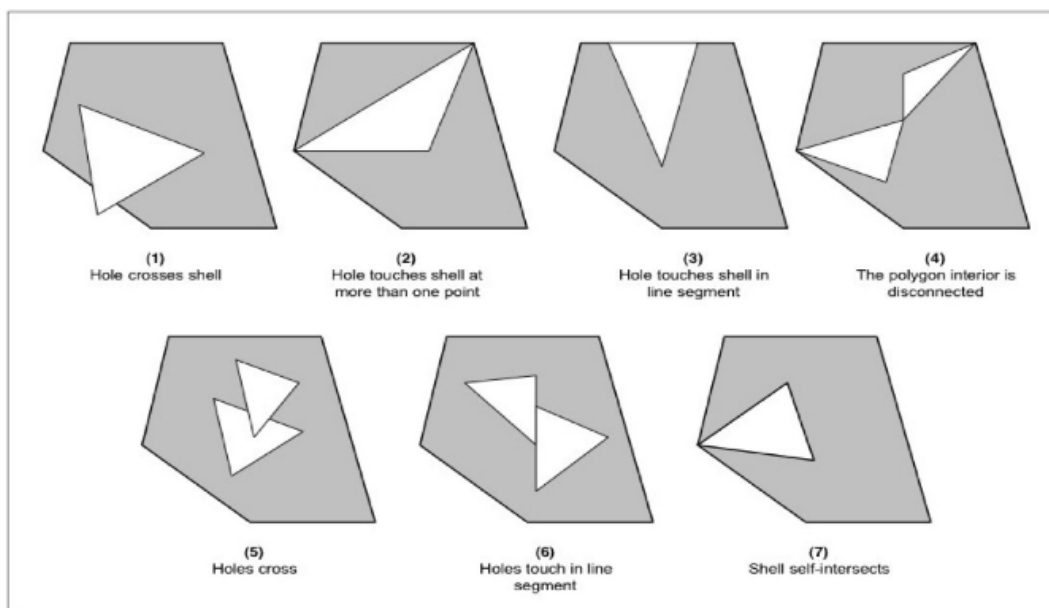 (1)
Hole crosses shell
(2)
Hole touches shell at
more than one point
(3)
Hole touches shell in
line segment
(4)
The polygon interior is
disconnected
(5)
Holes cross
(6)
Holes touch in line
segment
(7)
Shell self-intersects